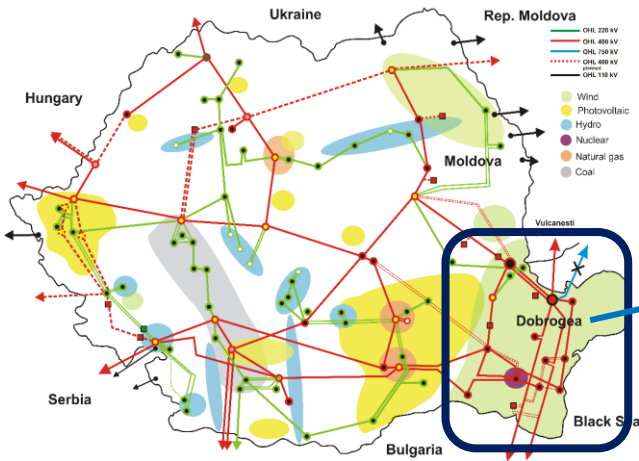 Ukraine
Rep. Moldova
OHL 220 kV
OHL 400 kV
OHL 750 kV
OHL 400 kV
planned
OHL 110 kV
Hungary
Wind
Photovoltaic
Hydro
Nuclear
Natural gas
Coal
Moldova
Vulcanesti
Dobrogea
Serbia
Black Sea
Bulgaria